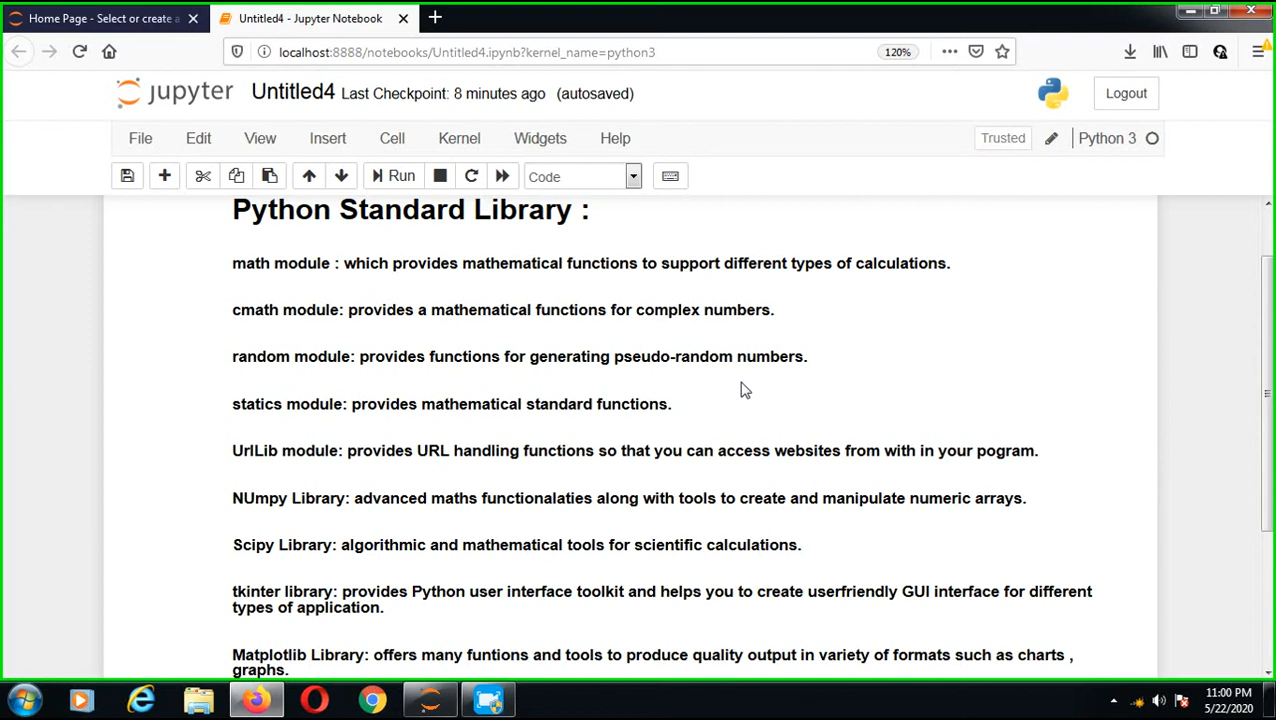 Home Page - Select or create a
Untitled4 - Jupyter Notebook
localhost:8888/notebooks/Untitled4.ipynb?kernel_name=python3
120%
jupyter
Untitled4 Last Checkpoint: 8 minutes ago (autosaved)
Logout
File Edit View Insert Cell Kernel Widgets Help
Trusted
Python 3
Run
Code
Python Standard Library :
math module : which provides mathematical functions to support different types of calculations.
cmath module: provides a mathematical functions for complex numbers.
random module: provides functions for generating pseudo-random numbers.
statics module: provides mathematical standard functions.
UrlLib module: provides URL handling functions so that you can access websites from with in your pogram.
NUmpy Library: advanced maths functionalaties along with tools to create and manipulate numeric arrays.
Scipy Library: algorithmic and mathematical tools for scientific calculations.
tkinter library: provides Python user interface toolkit and helps you to create userfriendly GUI interface for different
types of application.
Matplotlib Library: offers many funtions and tools to produce quality output in variety of formats such as charts ,
graphs.
11:00 PM
5/22/2020